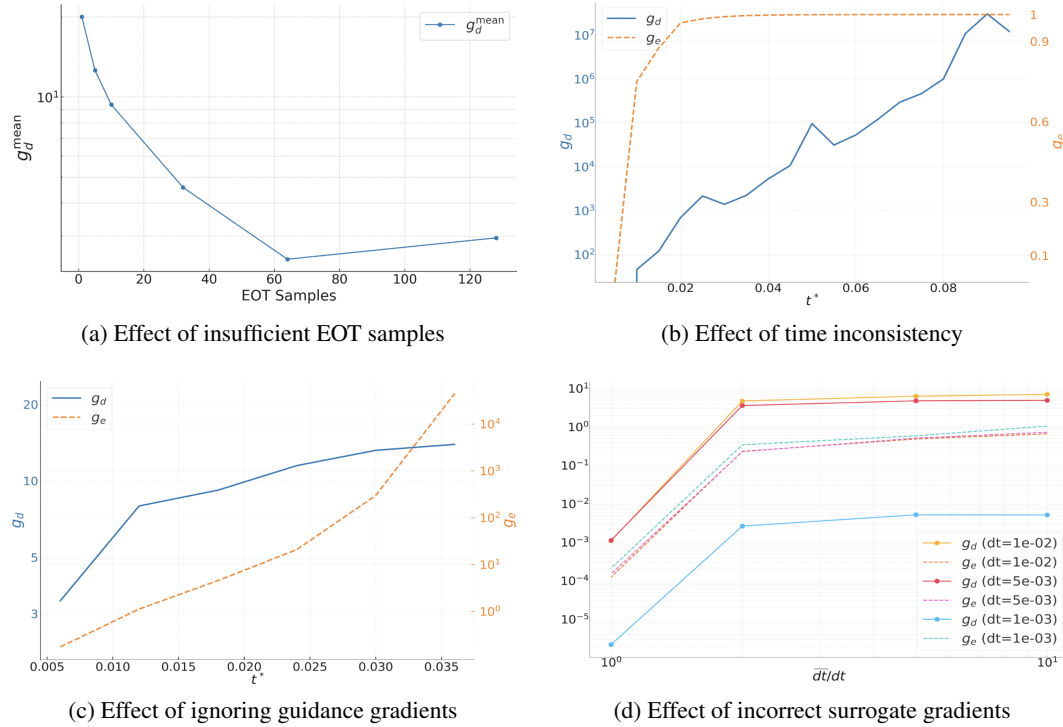 g_d^mean
10^1
g_d^mean
0 20 40 60 80 100 120
EOT Samples
(a) Effect of insufficient EOT samples
g_d
g_e
10^7
10^6
10^5
10^4
10^3
10^2
g_d
1
0.9
0.6
0.3
0.1
g_e
0.02 0.04 0.06 0.08
t*
(b) Effect of time inconsistency
g_d
g_e
20
10
5
3
g_d
10^4
10^3
10^2
10^1
10^0
g_e
0.005 0.010 0.015 0.020 0.025 0.030 0.035
t*
(c) Effect of ignoring guidance gradients
10^1
10^0
10^-1
10^-2
10^-3
10^-4
10^-5
g_d (dt=1e-02)
g_e (dt=1e-02)
g_d (dt=5e-03)
g_e (dt=5e-03)
g_d (dt=1e-03)
g_e (dt=1e-03)
10^0 10^1
d̅t̅/dt
(d) Effect of incorrect surrogate gradients